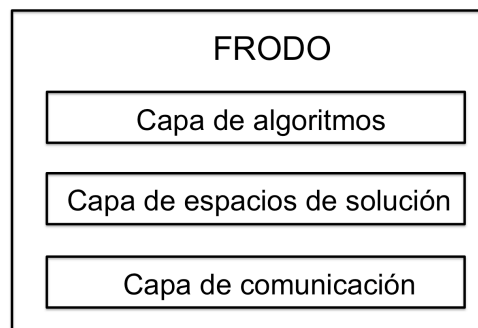 FRODO
Capa de algoritmos
Capa de espacios de solución
Capa de comunicación